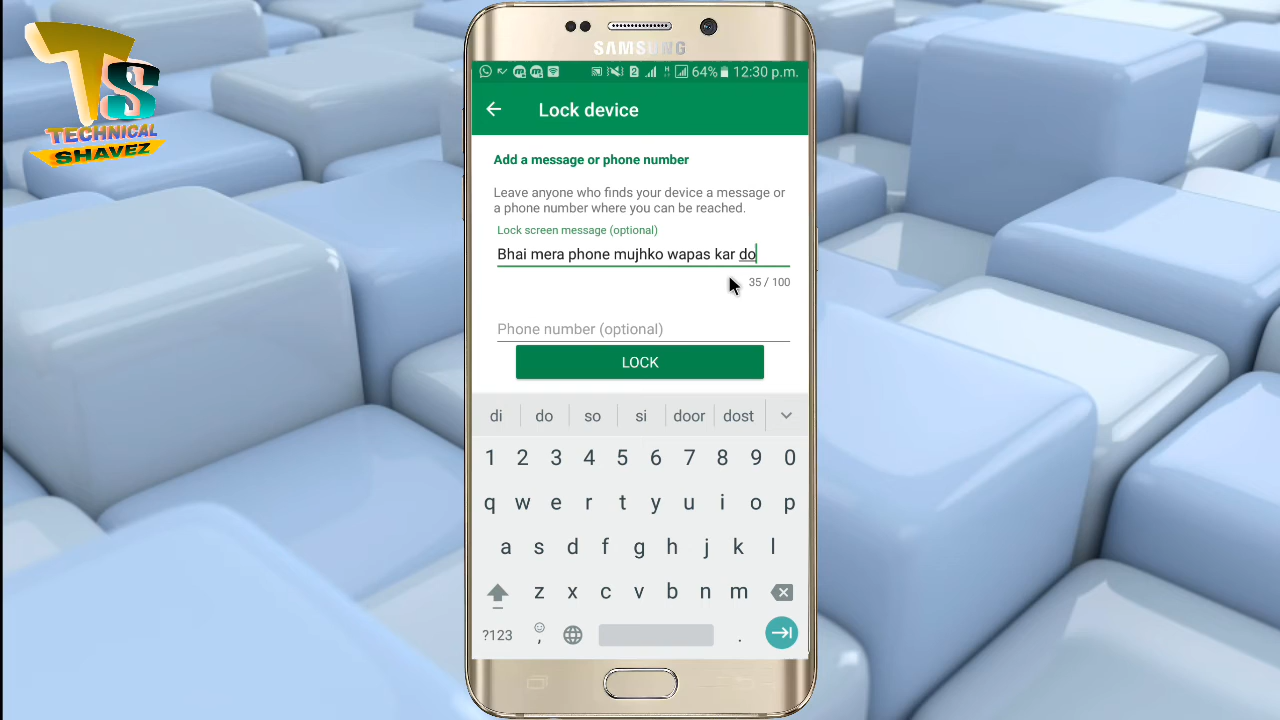 TS
TECHNICAL
SHAVEZ
SAMSUNG
2
64% 12:30 p.m.
Lock device
Add a message or phone number
Leave anyone who finds your device a message or
a phone number where you can be reached.
Lock screen message (optional)
Bhai mera phone mujhko wapas kar do
35 / 100
Phone number (optional)
LOCK
di do so si door dost
1 2 3 4 5 6 7 8 9 0
q w e r t y u i o p
a s d f g h j k l
z x c v b n m
?123 , .